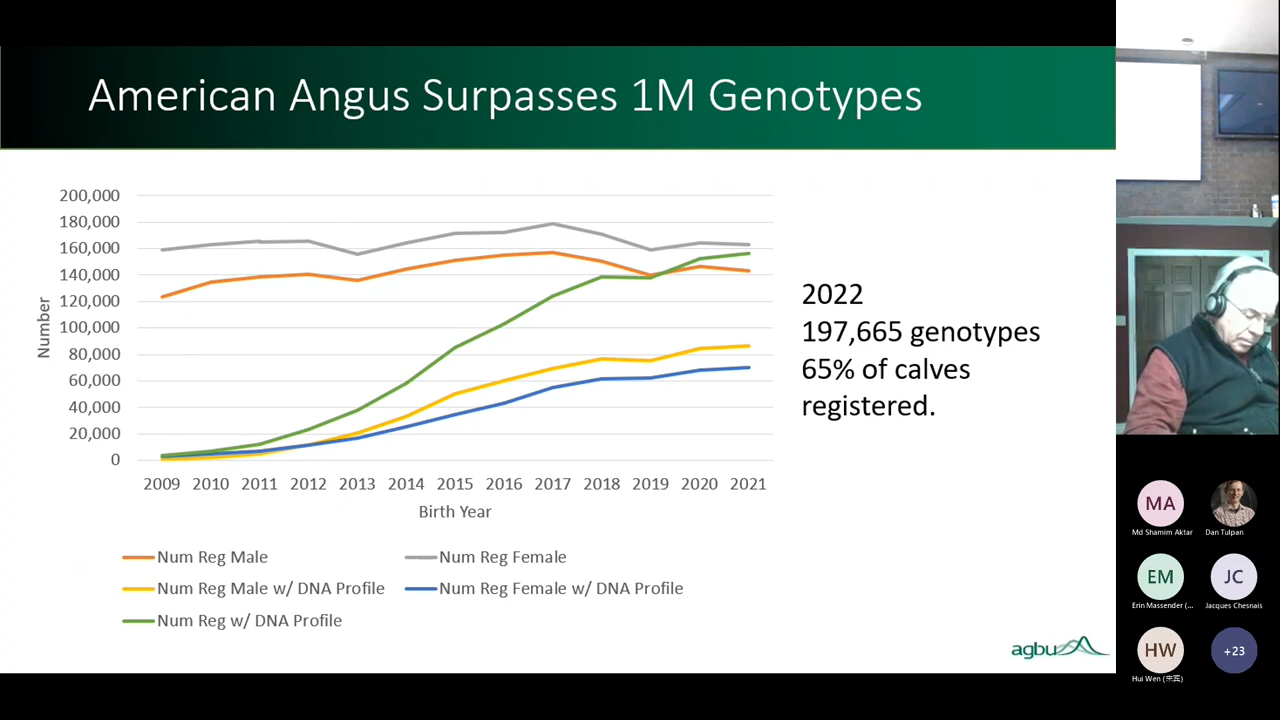 American Angus Surpasses 1M Genotypes
200,000
180,000
160,000
140,000
120,000
100,000
80,000
60,000
40,000
20,000
0
Number
2009 2010 2011 2012 2013 2014 2015 2016 2017 2018 2019 2020 2021
Birth Year
Num Reg Male
Num Reg Female
Num Reg Male w/ DNA Profile
Num Reg Female w/ DNA Profile
Num Reg w/ DNA Profile
2022
197,665 genotypes
65% of calves
registered.
agbu
MA
Md Shamim Aktar
Dan Tulpan
EM
Erin Massender (...
JC
Jacques Chesnais
HW
Hui Wen
+23